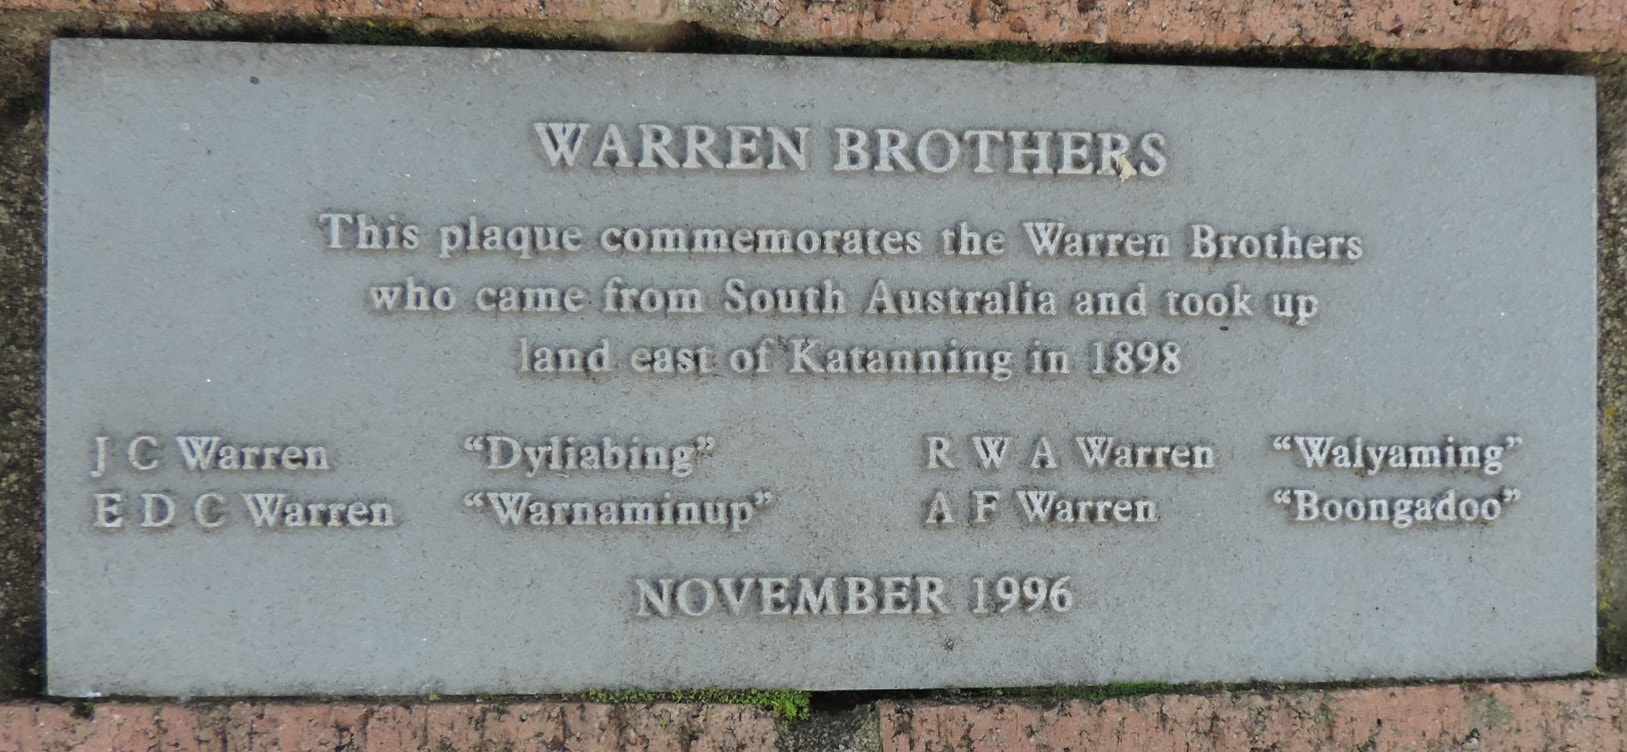 WARREN BROTHERS
This plaque commemorates the Warren Brothers
who came from South Australia and took up
land east of Katanning in 1898
J C Warren "Dyliabing" R W A Warren "Walyaming"
E D C Warren "Warnaminup" A F Warren "Boongadoo"
NOVEMBER 1996